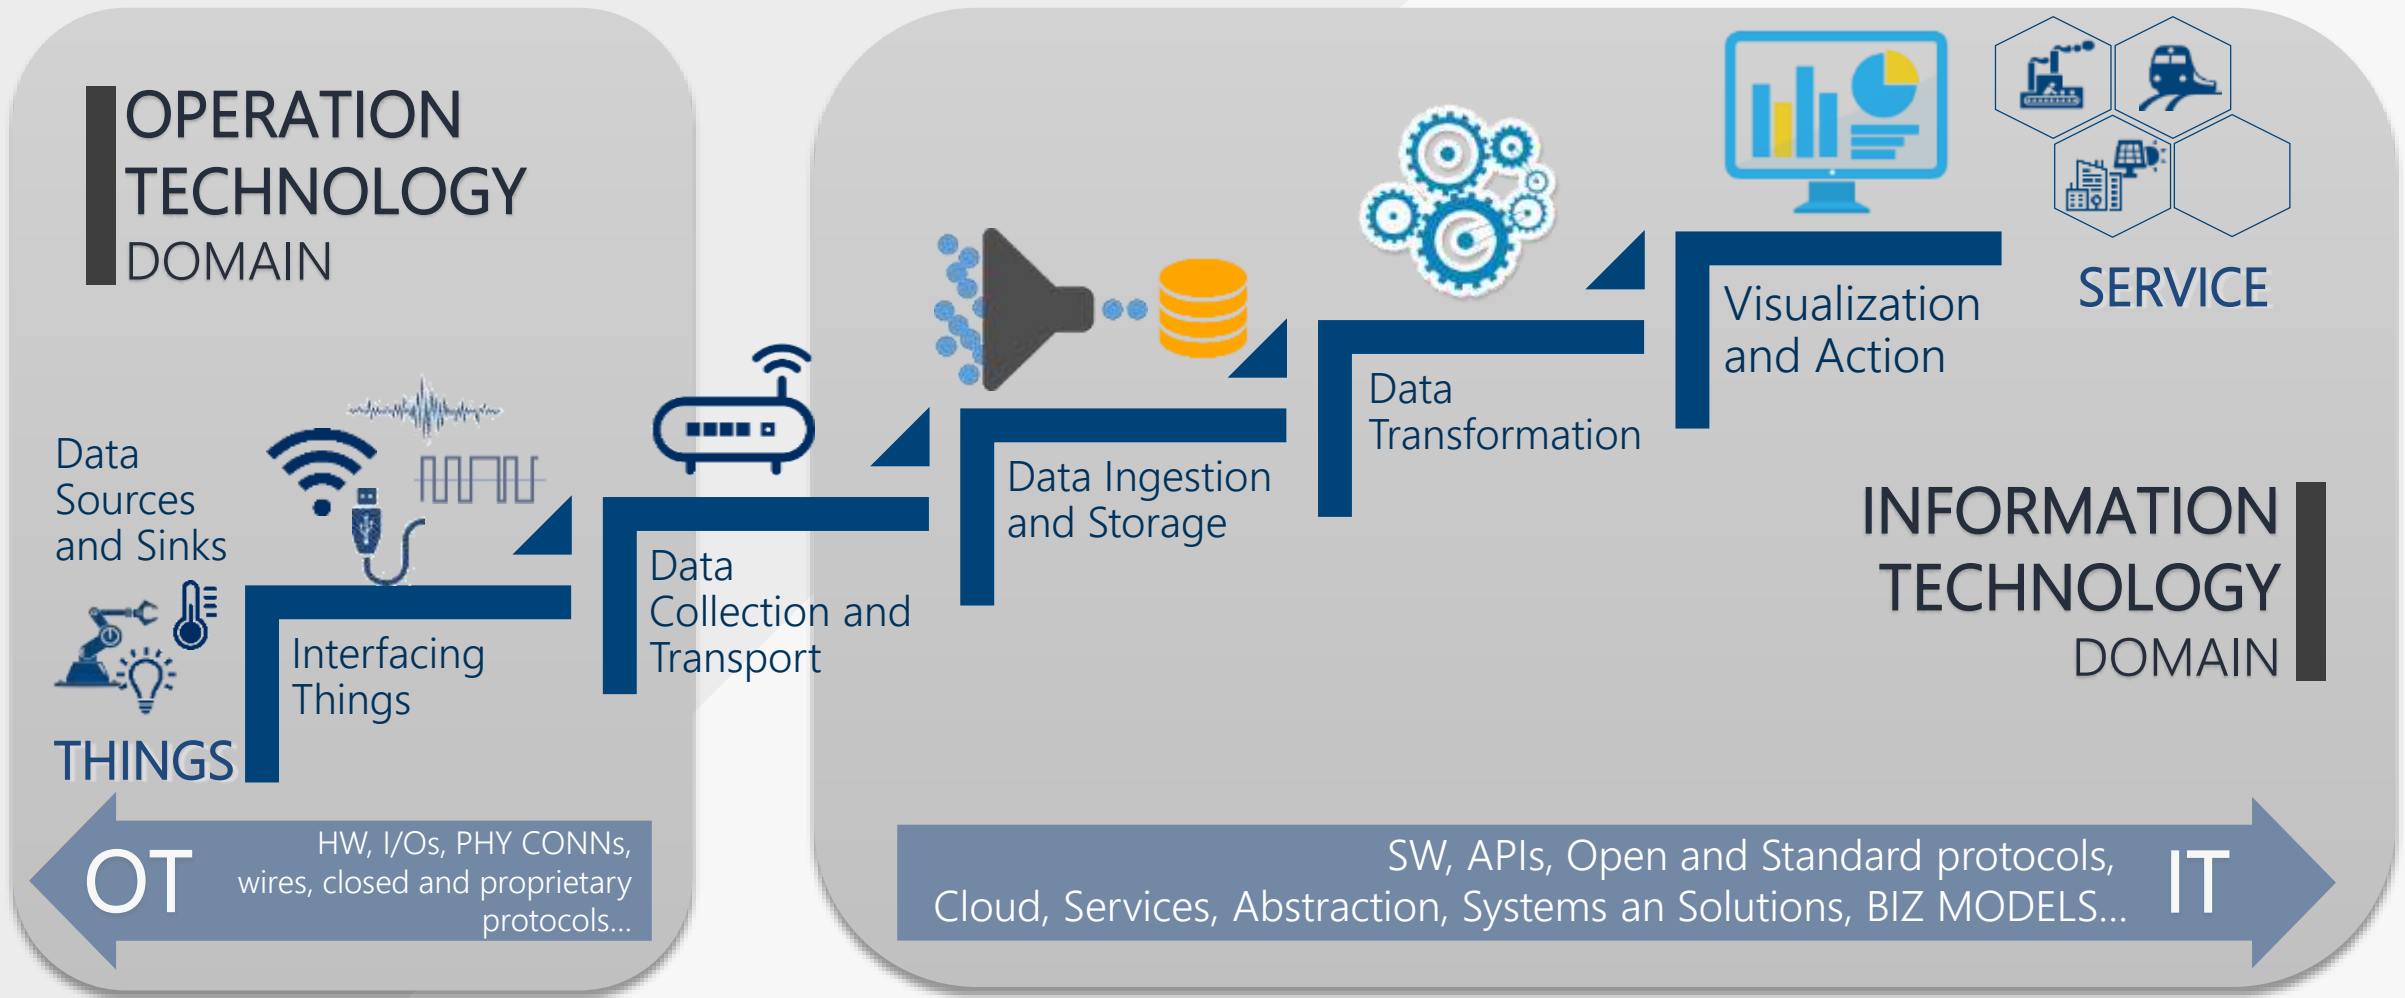 OPERATION
TECHNOLOGY
DOMAIN
Data
Sources
and Sinks
THINGS
Interfacing
Things
Data
Collection and
Transport
Data Ingestion
and Storage
Data
Transformation
Visualization
and Action
SERVICE
INFORMATION
TECHNOLOGY
DOMAIN
OT
HW, I/Os, PHY CONNs,
wires, closed and proprietary
protocols...
SW, APIs, Open and Standard protocols,
Cloud, Services, Abstraction, Systems an Solutions, BIZ MODELS...
IT